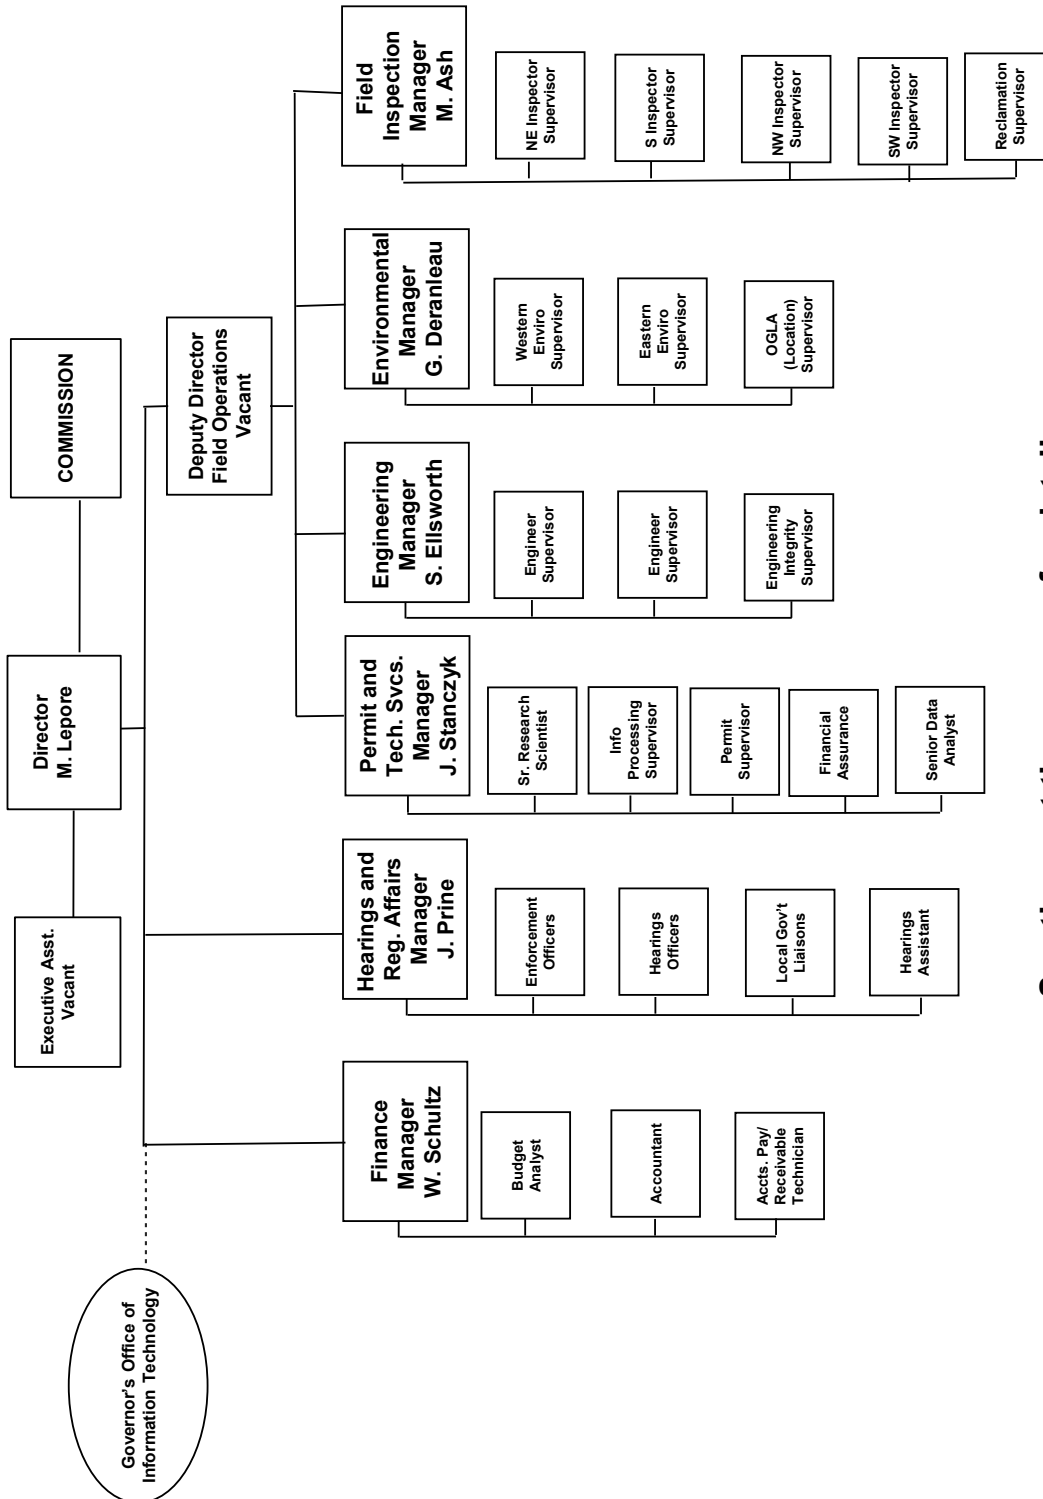 COMMISSION
Director
M. Lepore
Executive Asst.
Vacant
Governor's Office of
Information Technology
Deputy Director
Field Operations
Vacant
Finance
Manager
W. Schultz
Budget
Analyst
Accountant
Accts. Pay/
Receivable
Technician
Hearings and
Reg. Affairs
Manager
J. Prine
Enforcement
Officers
Hearings
Officers
Local Gov't
Liaisons
Hearings
Assistant
Permit and
Tech. Svcs.
Manager
J. Stanczyk
Sr. Research
Scientist
Info
Processing
Supervisor
Permit
Supervisor
Financial
Assurance
Senior Data
Analyst
Engineering
Manager
S. Ellsworth
Engineer
Supervisor
Engineer
Supervisor
Engineering
Integrity
Supervisor
Environmental
Manager
G. Deranleau
Western
Enviro
Supervisor
Eastern
Enviro
Supervisor
OGLA
(Location)
Supervisor
Field
Inspection
Manager
M. Ash
NE Inspector
Supervisor
S Inspector
Supervisor
NW Inspector
Supervisor
SW Inspector
Supervisor
Reclamation
Supervisor